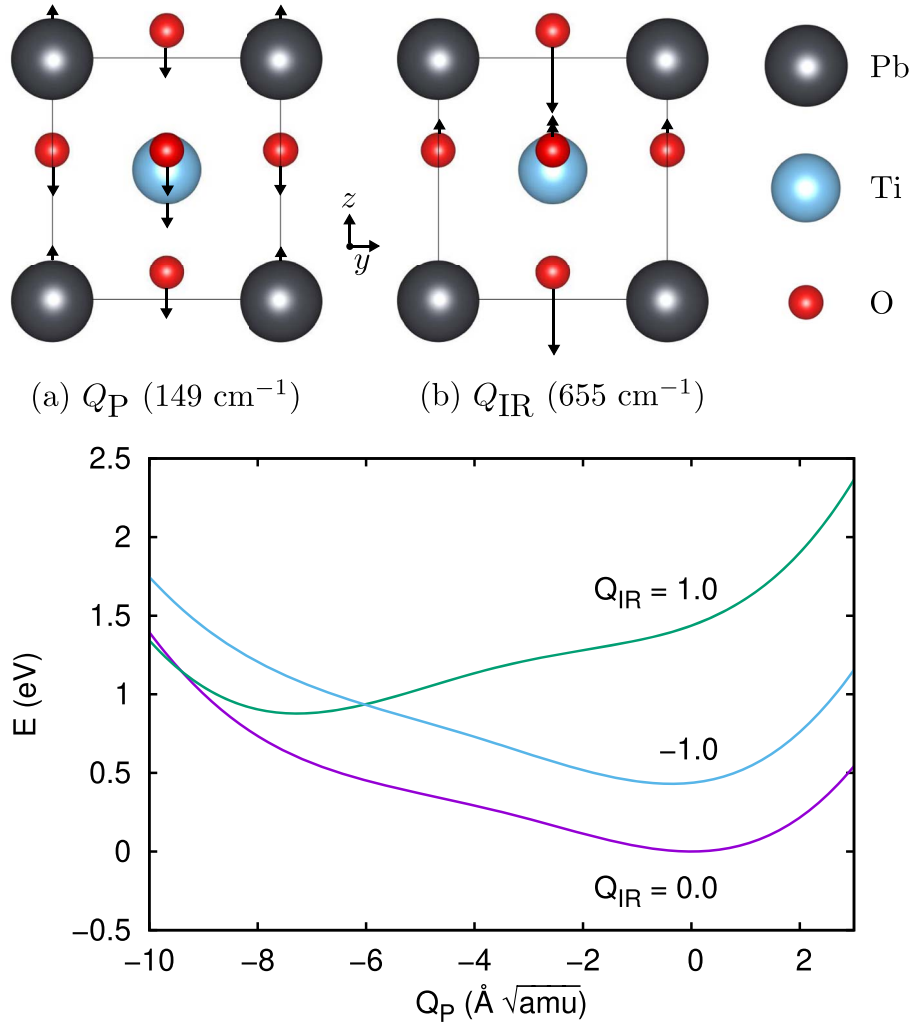 Pb
z
y
Ti
O
(a) Q_P (149 cm⁻¹)
(b) Q_IR (655 cm⁻¹)
2.5
2
1.5
1
0.5
0
−0.5
E (eV)
Q_IR = 1.0
−1.0
Q_IR = 0.0
−10 −8 −6 −4 −2 0 2
Q_P (Å √amu)